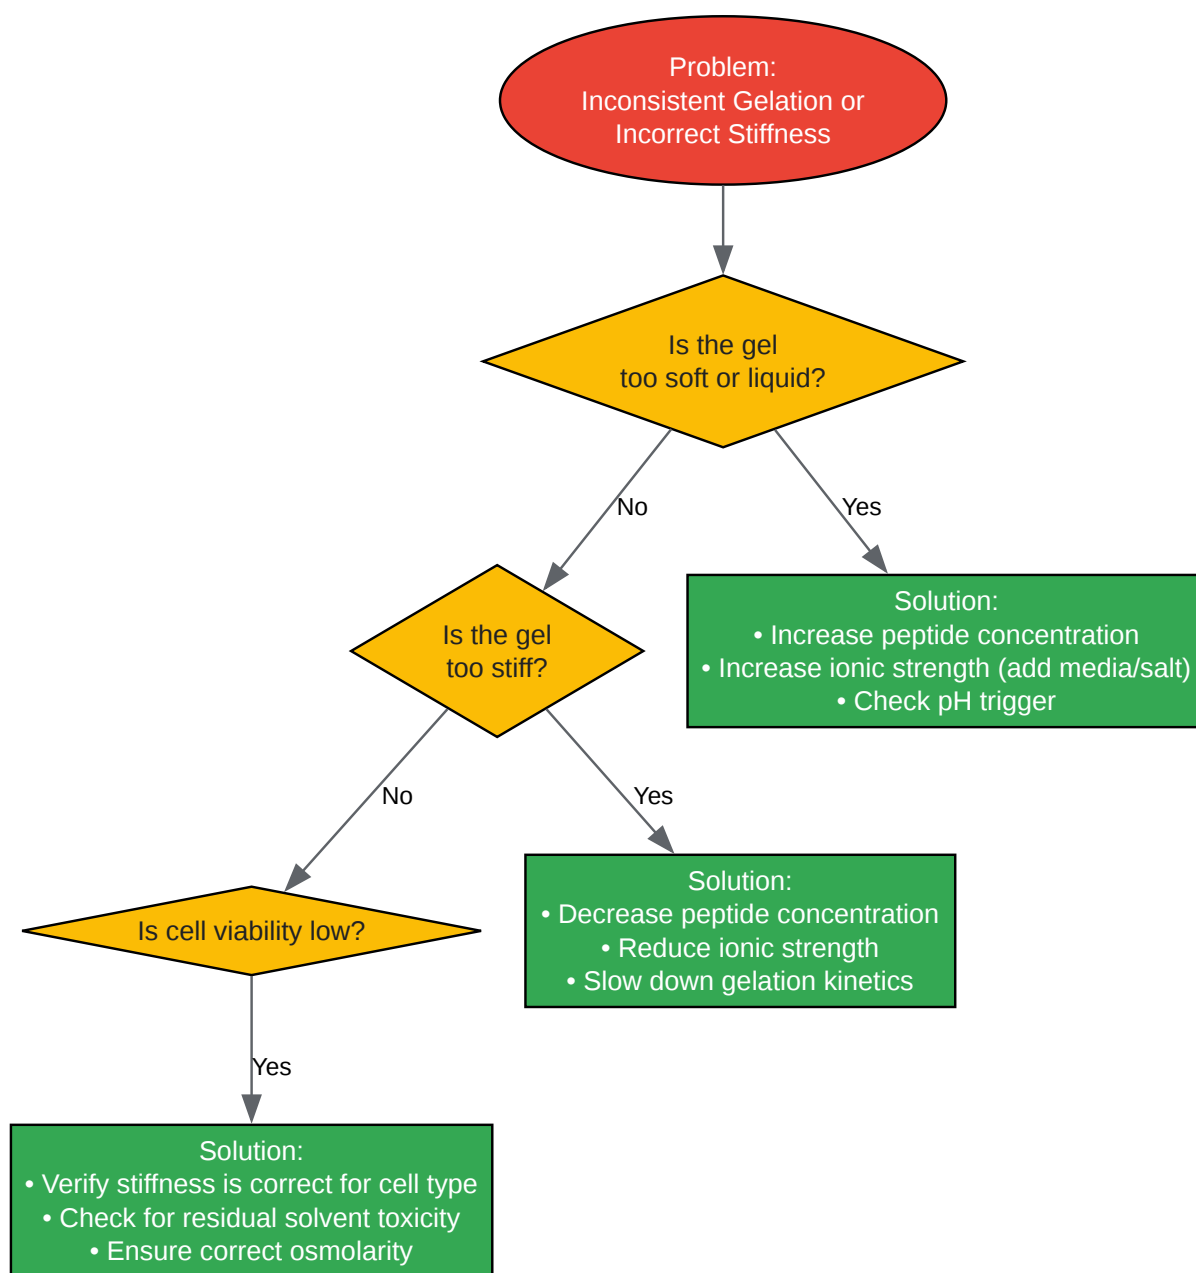 Problem:
Inconsistent Gelation or
Incorrect Stiffness
Is the gel
too soft or liquid?
No
Yes
Is the gel
too stiff?
Solution:
• Increase peptide concentration
• Increase ionic strength (add media/salt)
• Check pH trigger
No
Yes
Is cell viability low?
Solution:
• Decrease peptide concentration
• Reduce ionic strength
• Slow down gelation kinetics
Yes
Solution:
• Verify stiffness is correct for cell type
• Check for residual solvent toxicity
• Ensure correct osmolarity